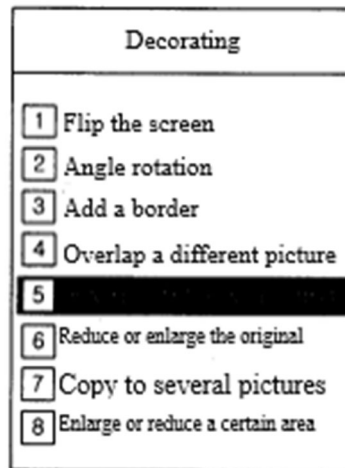 Decorating
1 Flip the screen
2 Angle rotation
3 Add a border
4 Overlap a different picture
5
6 Reduce or enlarge the original
7 Copy to several pictures
8 Enlarge or reduce a certain area